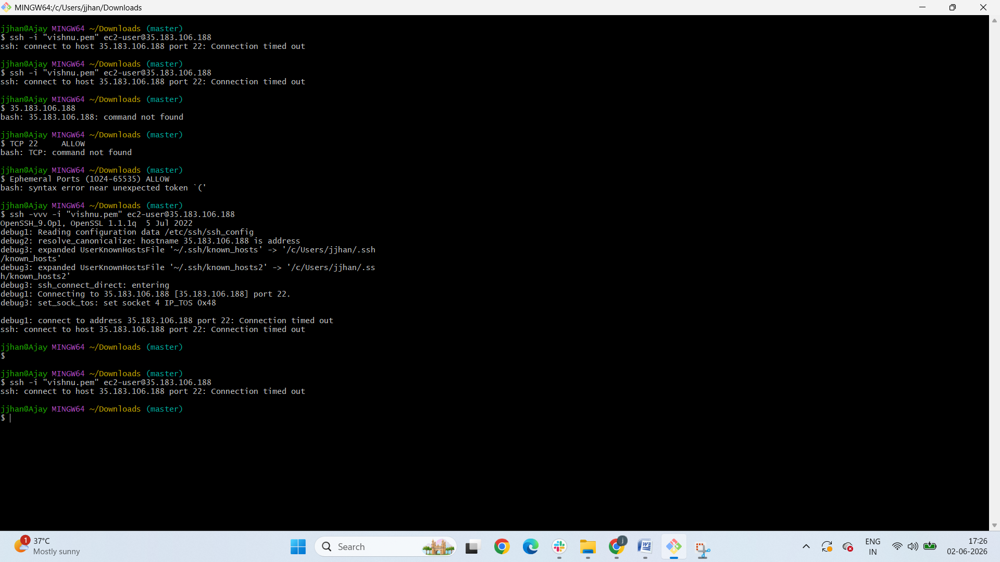 MINGW64:/c/Users/jjhan/Downloads
jjhan@Ajay MINGW64 ~/Downloads (master)
$ ssh -i "vishnu.pem" ec2-user@35.183.106.188
ssh: connect to host 35.183.106.188 port 22: Connection timed out
jjhan@Ajay MINGW64 ~/Downloads (master)
$ ssh -i "vishnu.pem" ec2-user@35.183.106.188
ssh: connect to host 35.183.106.188 port 22: Connection timed out
jjhan@Ajay MINGW64 ~/Downloads (master)
$ 35.183.106.188
bash: 35.183.106.188: command not found
jjhan@Ajay MINGW64 ~/Downloads (master)
$ TCP 22     ALLOW
bash: TCP: command not found
jjhan@Ajay MINGW64 ~/Downloads (master)
$ Ephemeral Ports (1024-65535) ALLOW
bash: syntax error near unexpected token `('
jjhan@Ajay MINGW64 ~/Downloads (master)
$ ssh -vvv -i "vishnu.pem" ec2-user@35.183.106.188
OpenSSH_9.0p1, OpenSSL 1.1.1q  5 Jul 2022
debug1: Reading configuration data /etc/ssh/ssh_config
debug2: resolve_canonicalize: hostname 35.183.106.188 is address
debug3: expanded UserKnownHostsFile '~/.ssh/known_hosts' -> '/c/Users/jjhan/.ssh
/known_hosts'
debug3: expanded UserKnownHostsFile '~/.ssh/known_hosts2' -> '/c/Users/jjhan/.ss
h/known_hosts2'
debug3: ssh_connect_direct: entering
debug1: Connecting to 35.183.106.188 [35.183.106.188] port 22.
debug3: set_sock_tos: set socket 4 IP_TOS 0x48
debug1: connect to address 35.183.106.188 port 22: Connection timed out
ssh: connect to host 35.183.106.188 port 22: Connection timed out
jjhan@Ajay MINGW64 ~/Downloads (master)
$
jjhan@Ajay MINGW64 ~/Downloads (master)
$ ssh -i "vishnu.pem" ec2-user@35.183.106.188
ssh: connect to host 35.183.106.188 port 22: Connection timed out
jjhan@Ajay MINGW64 ~/Downloads (master)
$
1
37°C
Mostly sunny
Search
j
ENG
IN
17:26
02-06-2026